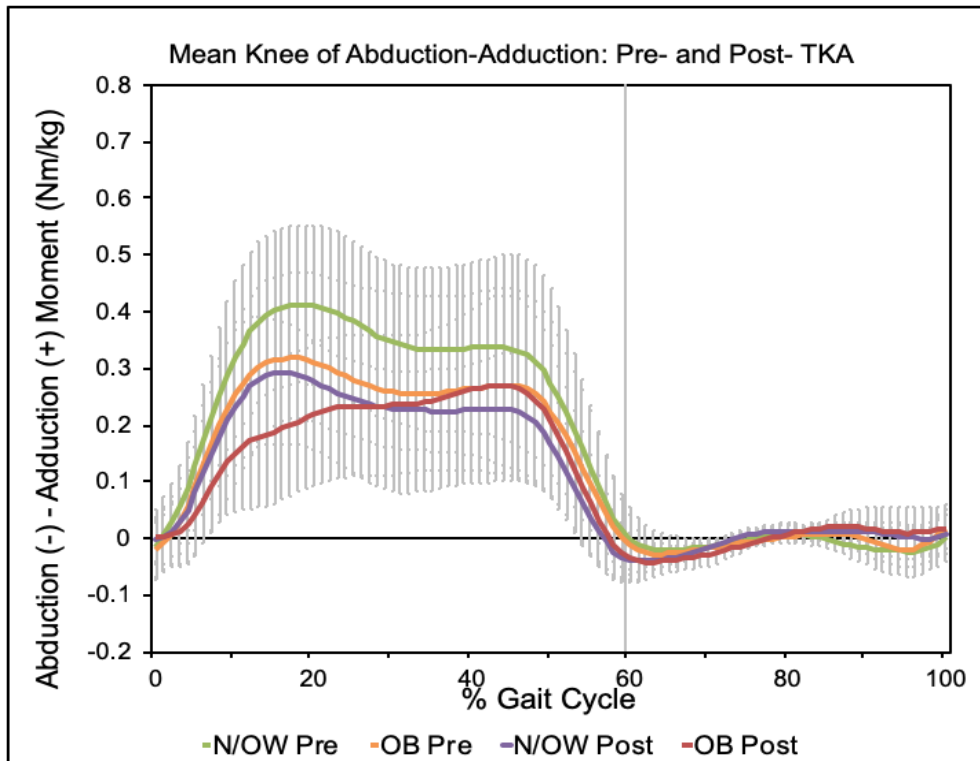 Mean Knee of Abduction-Adduction: Pre- and Post- TKA
Abduction (-) - Adduction (+) Moment (Nm/kg)
0.8
0.7
0.6
0.5
0.4
0.3
0.2
0.1
0
-0.1
-0.2
0 20 40 60 80 100
% Gait Cycle
N/OW Pre OB Pre N/OW Post OB Post